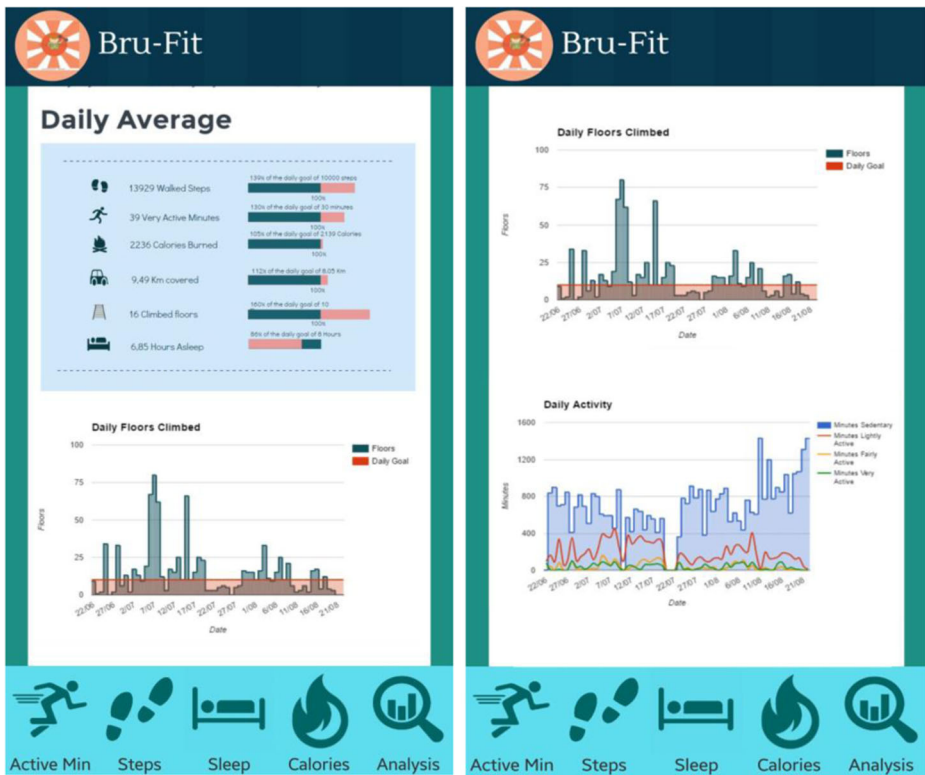 Bru-Fit
Daily Average
139% of the daily goal of 10000 steps
13929 Walked Steps
100%
130% of the daily goal of 30 minutes
39 Very Active Minutes
100%
105% of the daily goal of 2139 Calories
2236 Calories Burned
100%
112% of the daily goal of 8,05 Km
9,49 Km covered
100%
160% of the daily goal of 10
16 Climbed floors
100%
86% of the daily goal of 8 Hours
6,85 Hours Asleep
Daily Floors Climbed
100
75
50
25
0
Floors
Floors
Daily Goal
22/06 27/06 2/07 7/07 12/07 17/07 22/07 27/07 1/08 6/08 11/08 16/08 21/08
Date
Active Min Steps Sleep Calories Analysis
Bru-Fit
Daily Floors Climbed
100
75
50
25
0
Floors
Floors
Daily Goal
22/06 27/06 2/07 7/07 12/07 17/07 22/07 27/07 1/08 6/08 11/08 16/08 21/08
Date
Daily Activity
1600
1200
800
400
0
Minutes
Minutes Sedentary
Minutes Lightly
Active
Minutes Fairly
Active
Minutes Very
Active
22/06 27/06 2/07 7/07 12/07 17/07 22/07 27/07 1/08 6/08 11/08 16/08 21/08
Date
Active Min Steps Sleep Calories Analysis